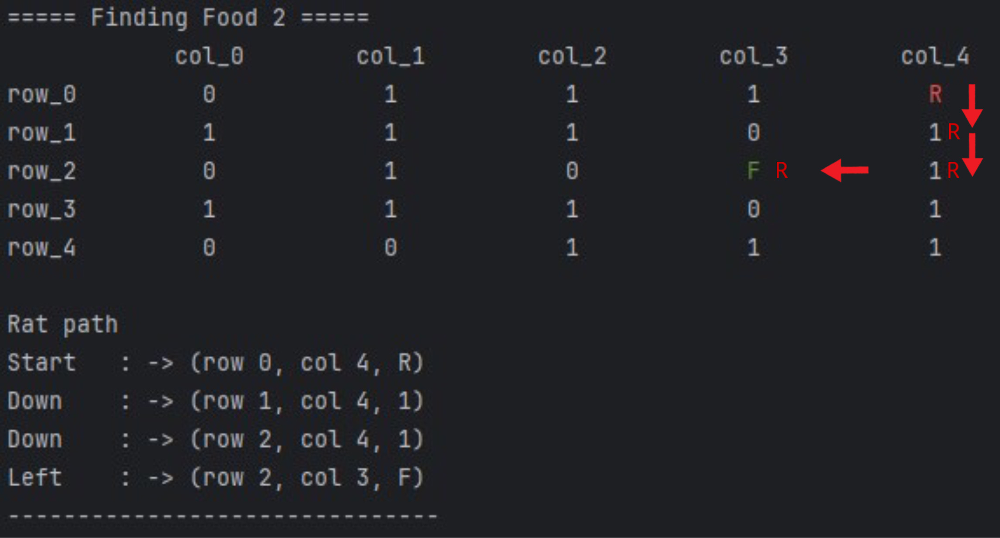 ===== Finding Food 2 =====
col_0 col_1 col_2 col_3 col_4
row_0 0 1 1 1 R
row_1 1 1 1 0 1 R
row_2 0 1 0 F R 1 R
row_3 1 1 1 0 1
row_4 0 0 1 1 1
Rat path
Start : -> (row 0, col 4, R)
Down : -> (row 1, col 4, 1)
Down : -> (row 2, col 4, 1)
Left : -> (row 2, col 3, F)
-------------------------------